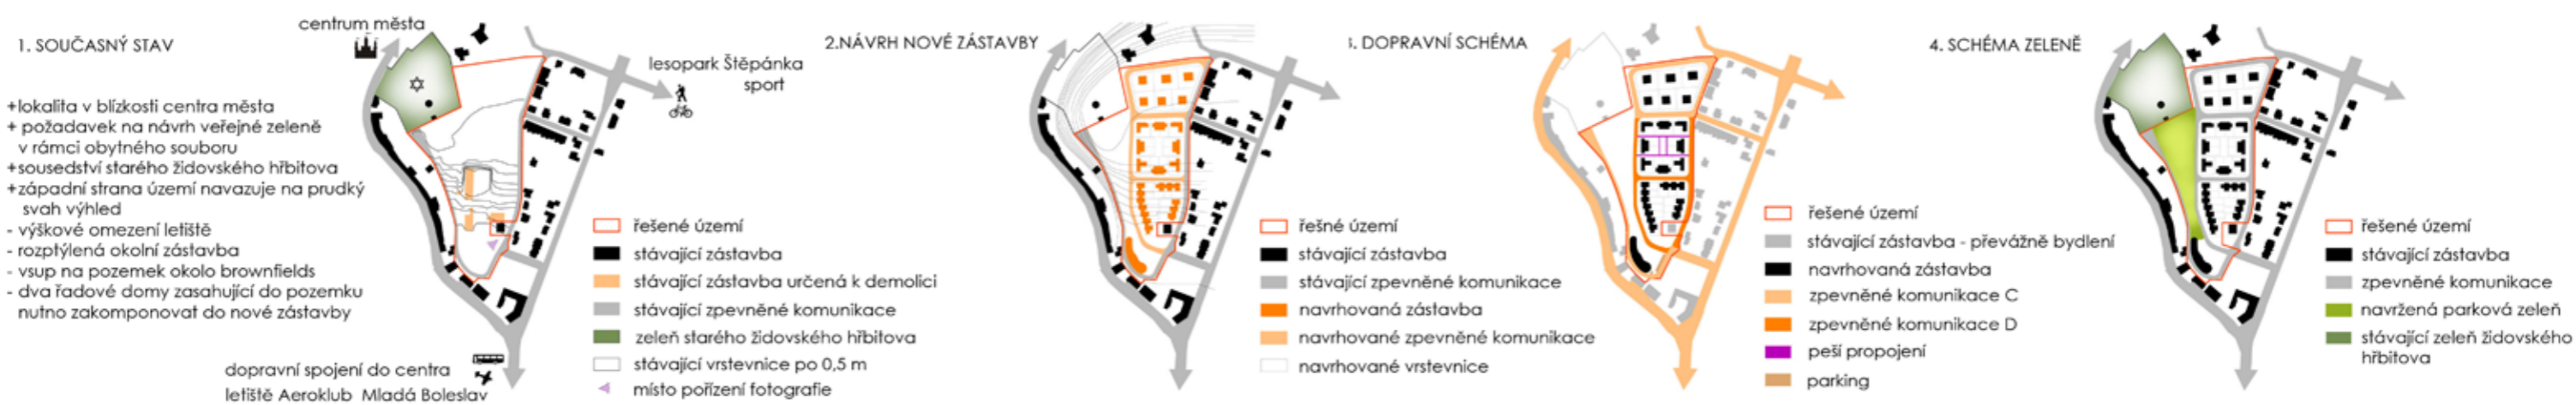 1. SOUČASNÝ STAV
centrum města
lesopark Štěpánka
sport
+lokalita v blízkosti centra města
+ požadavek na návrh veřejné zeleně
v rámci obytného souboru
+sousedství starého židovského hřbitova
+západní strana území navazuje na prudký
svah výhled
- výškové omezení letiště
- rozptýlená okolní zástavba
- vsup na pozemek okolo brownfields
- dva řadové domy zasahující do pozemku
nutno zakomponovat do nové zástavby
dopravní spojení do centra
letiště Aeroklub Mladá Boleslav
řešené území
stávající zástavba
stávající zástavba určená k demolici
stávající zpevněné komunikace
zeleň starého židovského hřbitova
stávající vrstevnice po 0,5 m
místo pořízení fotografie
2.NÁVRH NOVÉ ZÁSTAVBY
řešné území
stávající zástavba
stávající zpevněné komunikace
navrhovaná zástavba
navrhované zpevněné komunikace
navrhované vrstevnice
3. DOPRAVNÍ SCHÉMA
řešené území
stávající zástavba - převážně bydlení
navrhovaná zástavba
zpevněné komunikace C
zpevněné komunikace D
peší propojení
parking
4. SCHÉMA ZELENĚ
řešené území
stávající zástavba
zpevněné komunikace
navržená parková zeleň
stávající zeleň židovského
hřbitova